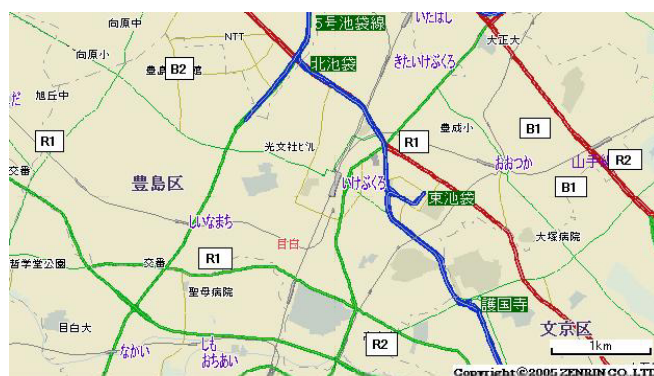 向原中
5号池袋線
いたばし
NTT
大正大
向原小
B2
北池袋
きたいけぶくろ
旭丘中
豊成小
B1
R1
光文社ビル
R1
おおつか
山手
R2
交番
豊島区
いけぶくろ
東池袋
B1
しいなまち
目白
大塚病院
哲学堂公園
交番
R1
聖母病院
護国寺
目白大
文京区
ながい
しも
おちあい
R2
1km
Copyright ©2005 ZENRIN CO., LTD